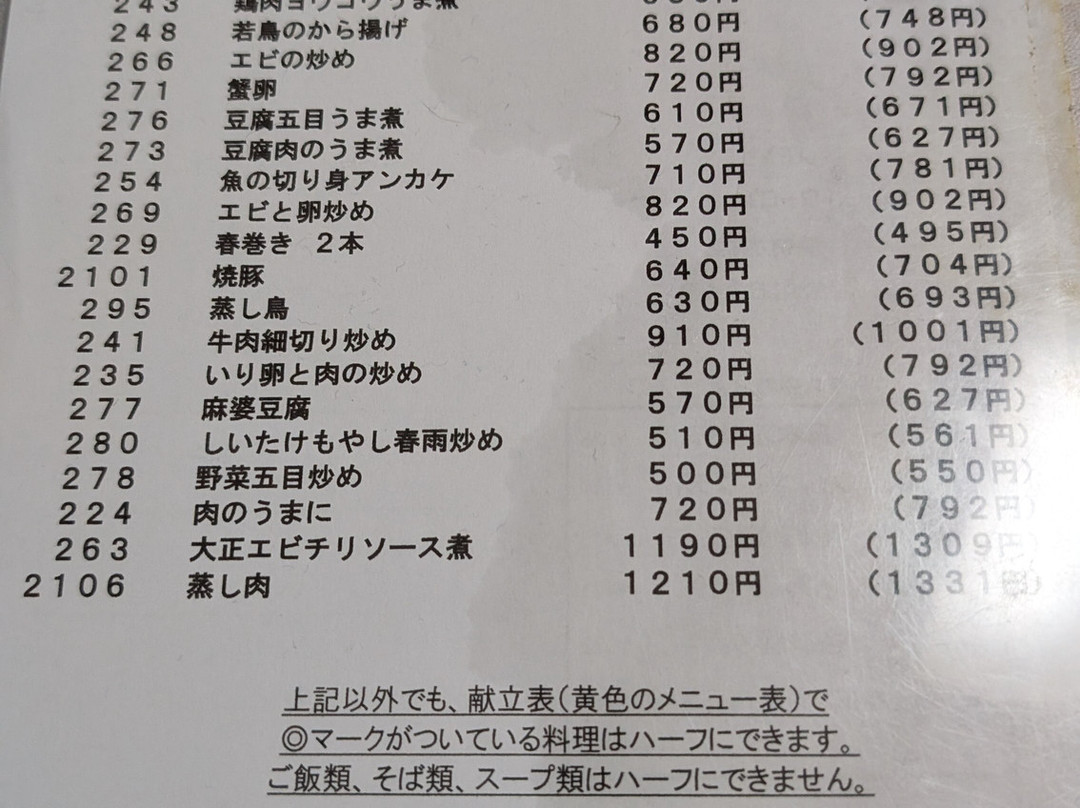 243 鶏肉ヨウコウうま煮
248 若鳥のから揚げ 680円 (748円)
266 エビの炒め 820円 (902円)
271 蟹卵 720円 (792円)
276 豆腐五目うま煮 610円 (671円)
273 豆腐肉のうま煮 570円 (627円)
254 魚の切り身アンカケ 710円 (781円)
269 エビと卵炒め 820円 (902円)
229 春巻き 2本 450円 (495円)
2101 焼豚 640円 (704円)
295 蒸し鳥 630円 (693円)
241 牛肉細切り炒め 910円 (1001円)
235 いり卵と肉の炒め 720円 (792円)
277 麻婆豆腐 570円 (627円)
280 しいたけもやし春雨炒め 510円 (561円)
278 野菜五目炒め 500円 (550円)
224 肉のうまに 720円 (792円)
263 大正エビチリソース煮 1190円 (1309円)
2106 蒸し肉 1210円 (1331円)
上記以外でも、献立表(黄色のメニュー表)で
◎マークがついている料理はハーフにできます。
ご飯類、そば類、スープ類はハーフにできません。